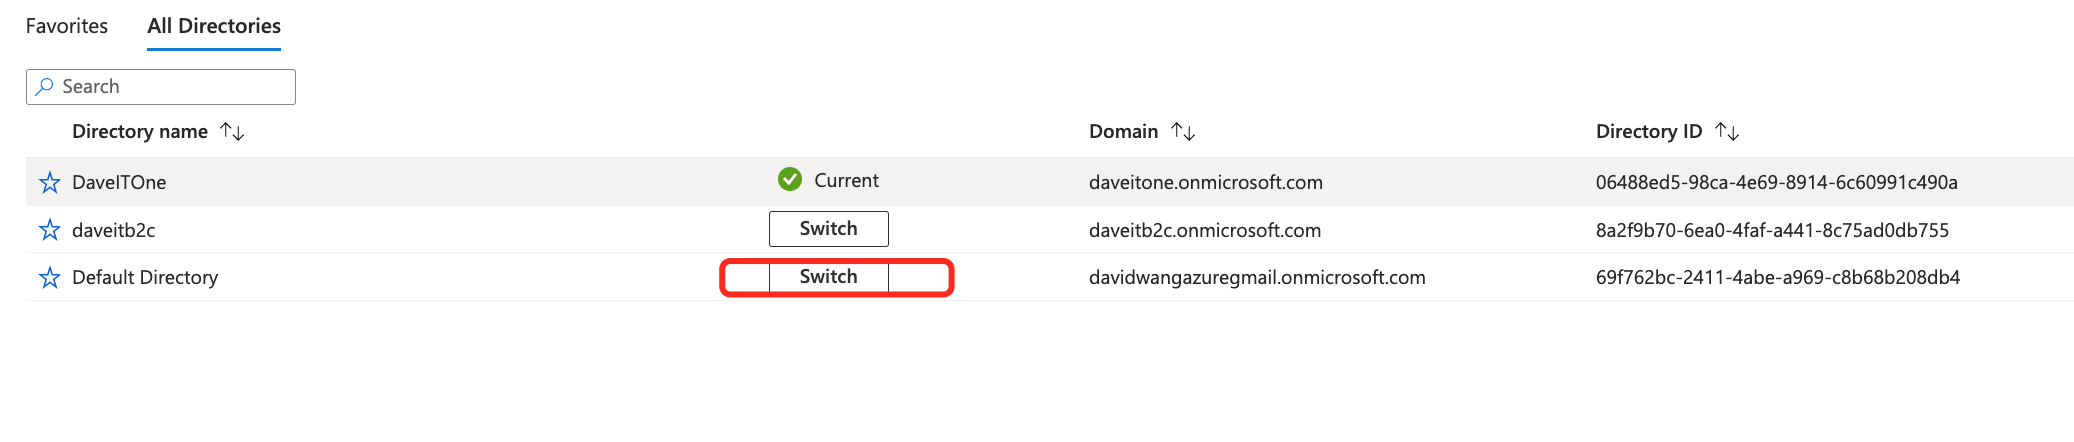 Favorites All Directories
Search
Directory name Domain Directory ID
DaveITOne Current daveitone.onmicrosoft.com 06488ed5-98ca-4e69-8914-6c60991c490a
daveitb2c Switch daveitb2c.onmicrosoft.com 8a2f9b70-6ea0-4faf-a441-8c75ad0db755
Default Directory Switch davidwangazuregmail.onmicrosoft.com 69f762bc-2411-4abe-a969-c8b68b208db4